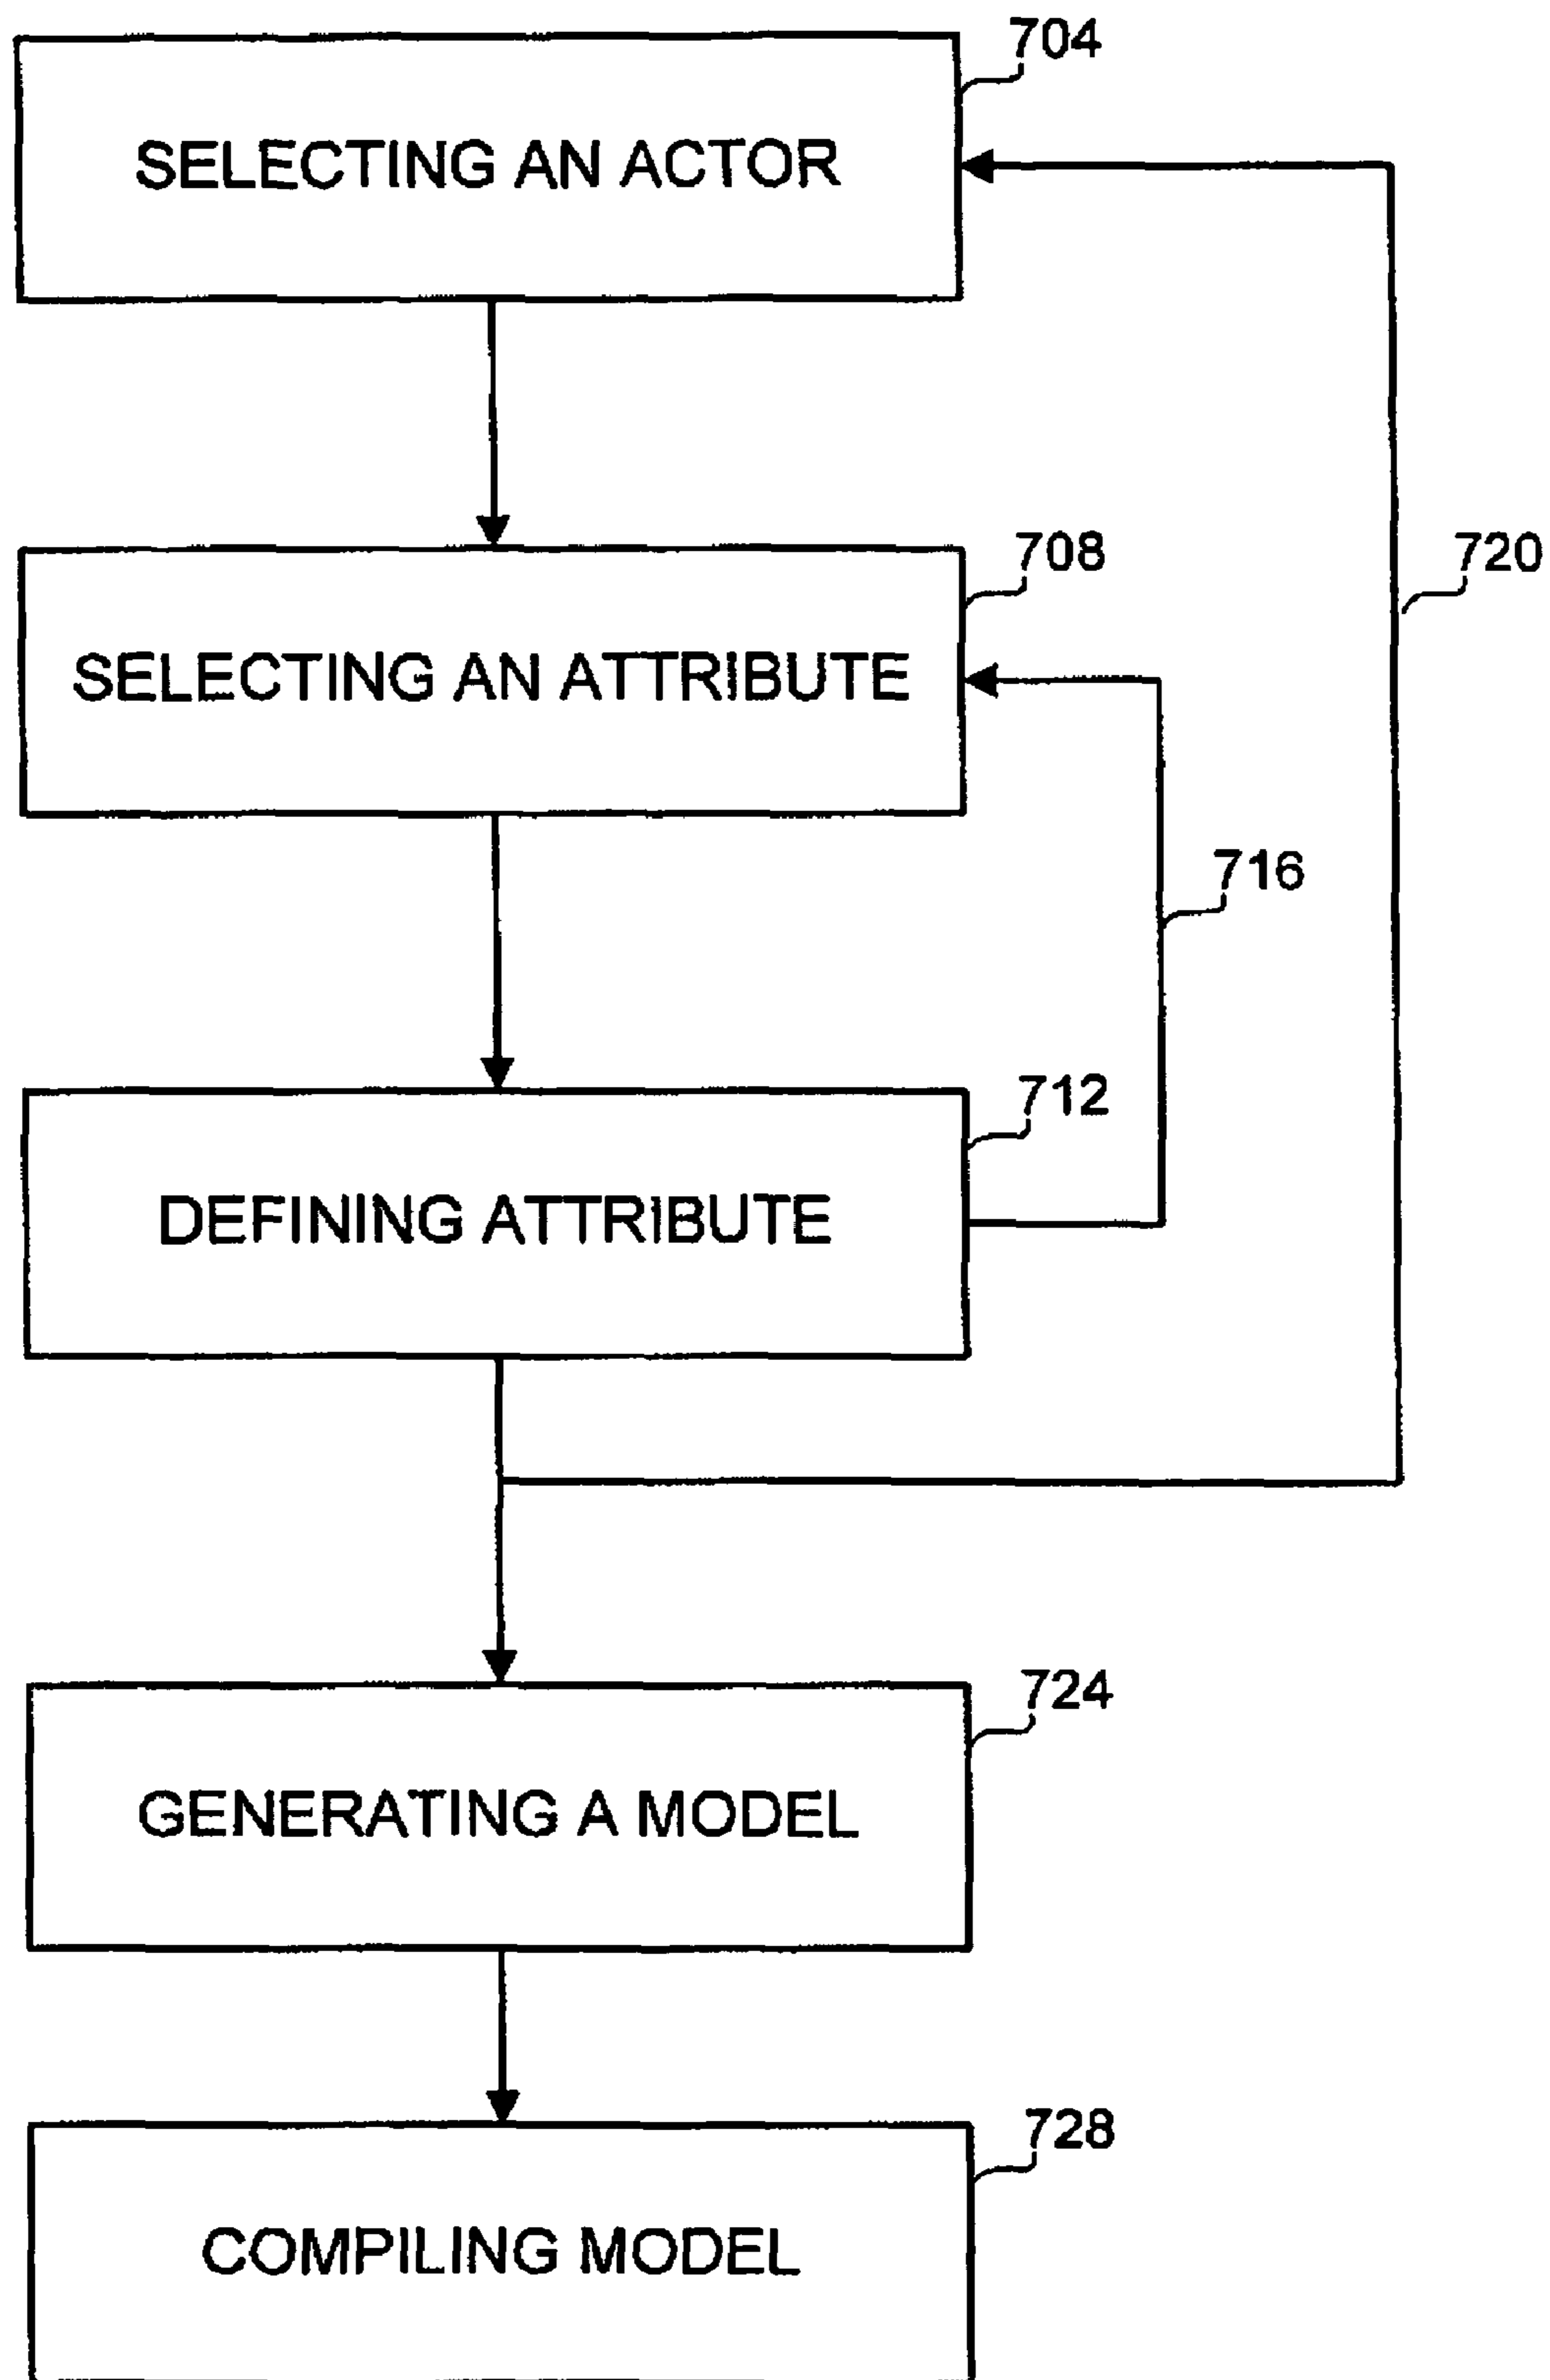 704
SELECTING AN ACTOR
708
720
SELECTING AN ATTRIBUTE
716
712
DEFINING ATTRIBUTE
724
GENERATING A MODEL
728
COMPILING MODEL